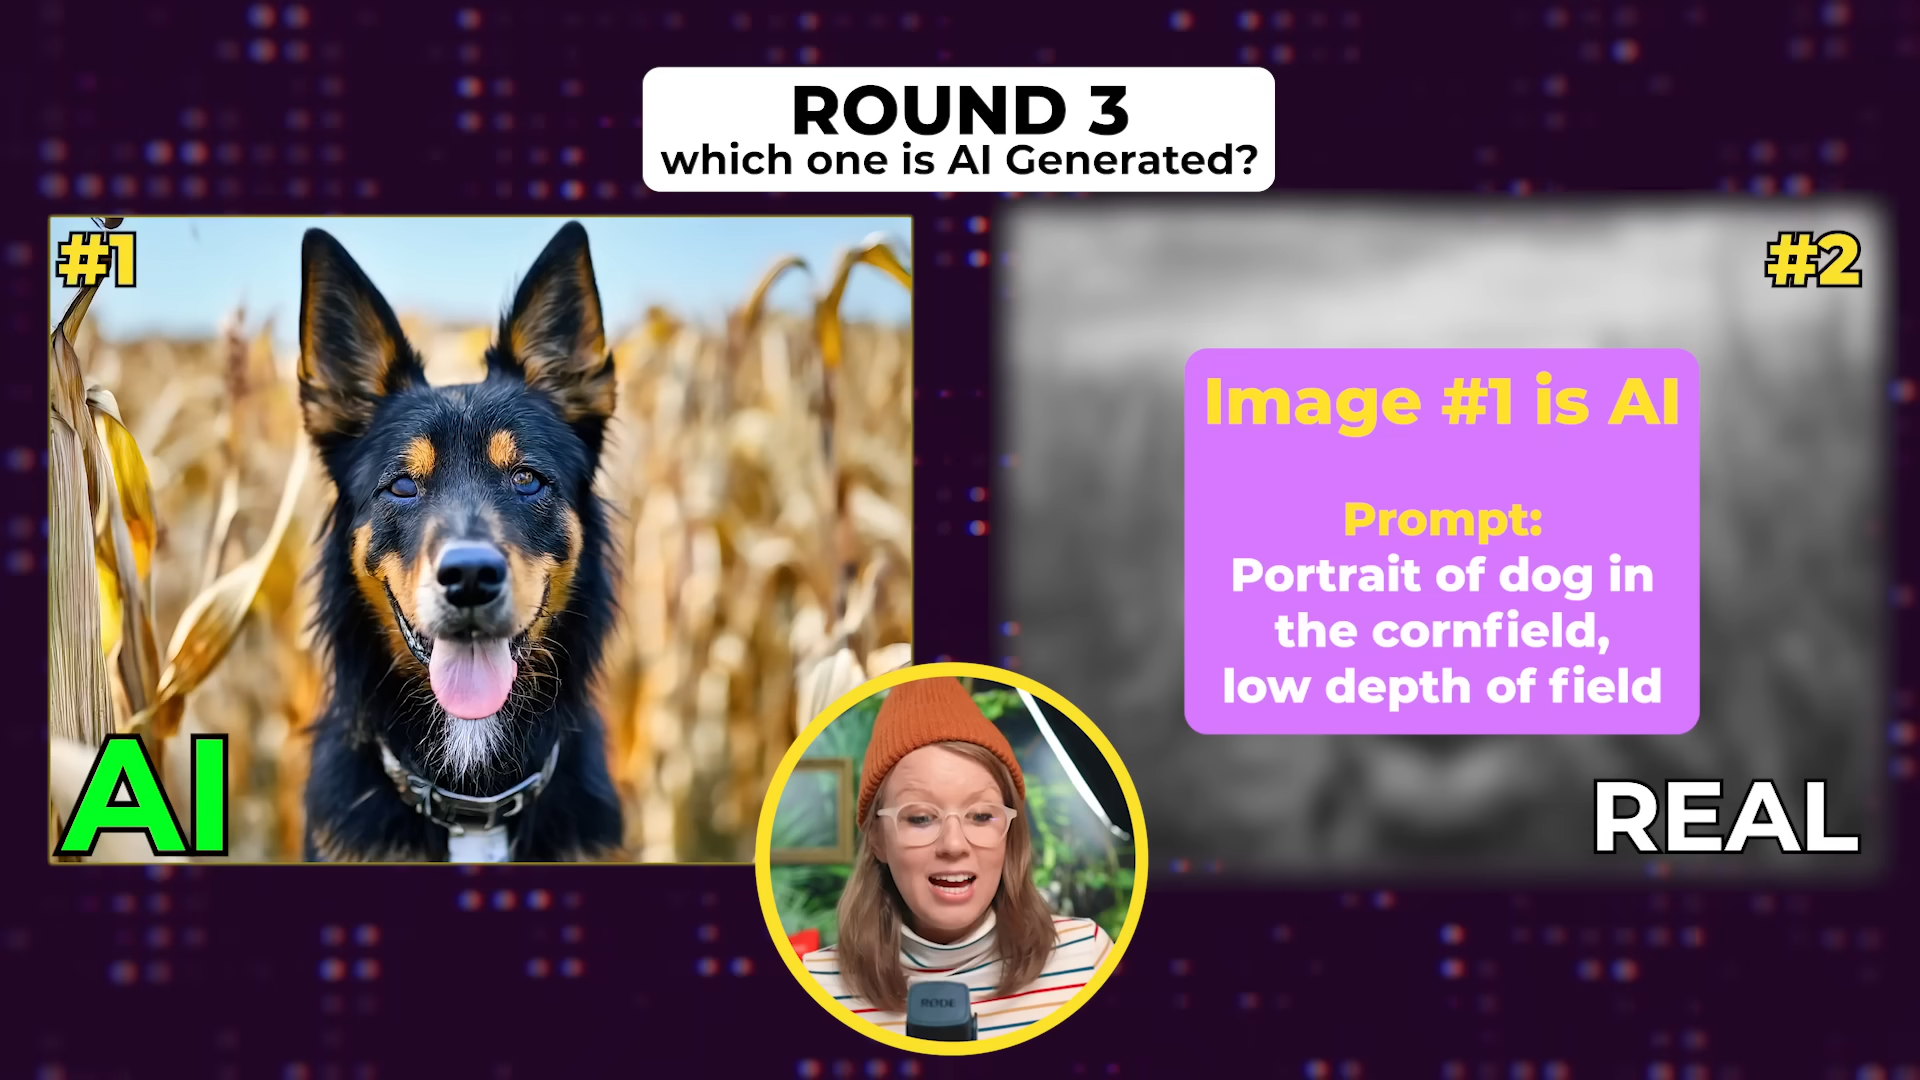 ROUND 3
which one is AI Generated?
#1
#2
Image #1 is AI
Prompt:
Portrait of dog in
the cornfield,
low depth of field
AI
REAL
RØDE